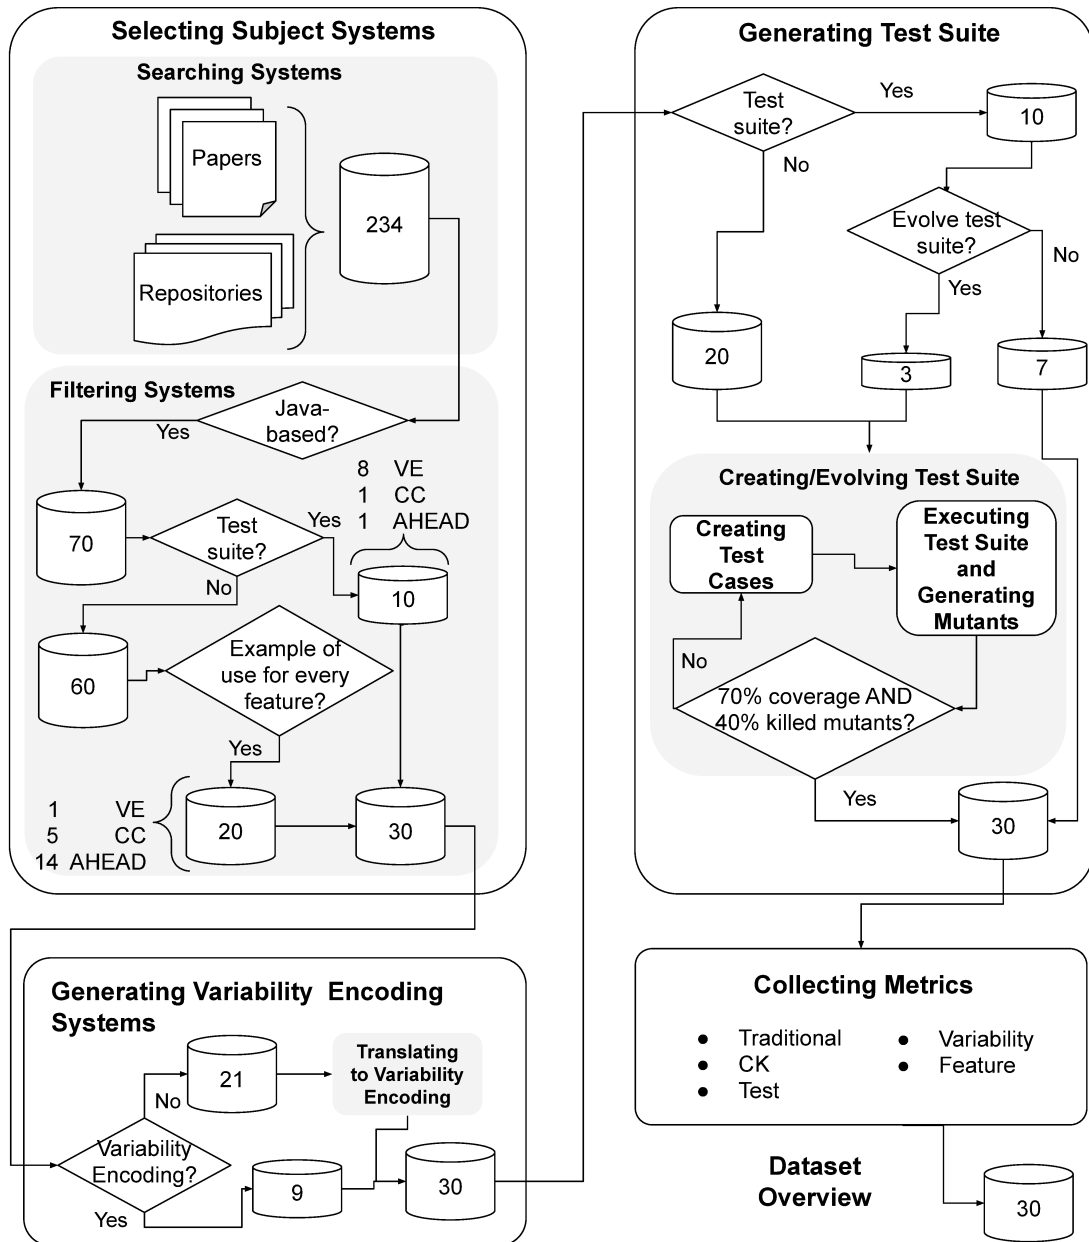 Selecting Subject Systems
Searching Systems
Papers
Repositories
234
Filtering Systems
Java-
based?
Yes
70
Test
suite?
Yes
No
8 VE
1 CC
1 AHEAD
10
60
Example of
use for every
feature?
Yes
1 VE
5 CC
14 AHEAD
20
30
Generating Variability Encoding
Systems
Variability
Encoding?
No
21
Translating
to Variability
Encoding
Yes
9
30
Generating Test Suite
Test
suite?
Yes
10
No
Evolve test
suite?
No
Yes
20
3
7
Creating/Evolving Test Suite
Creating
Test
Cases
Executing
Test Suite
and
Generating
Mutants
No
70% coverage AND
40% killed mutants?
Yes
30
Collecting Metrics
● Traditional
● CK
● Test
● Variability
● Feature
Dataset
Overview
30